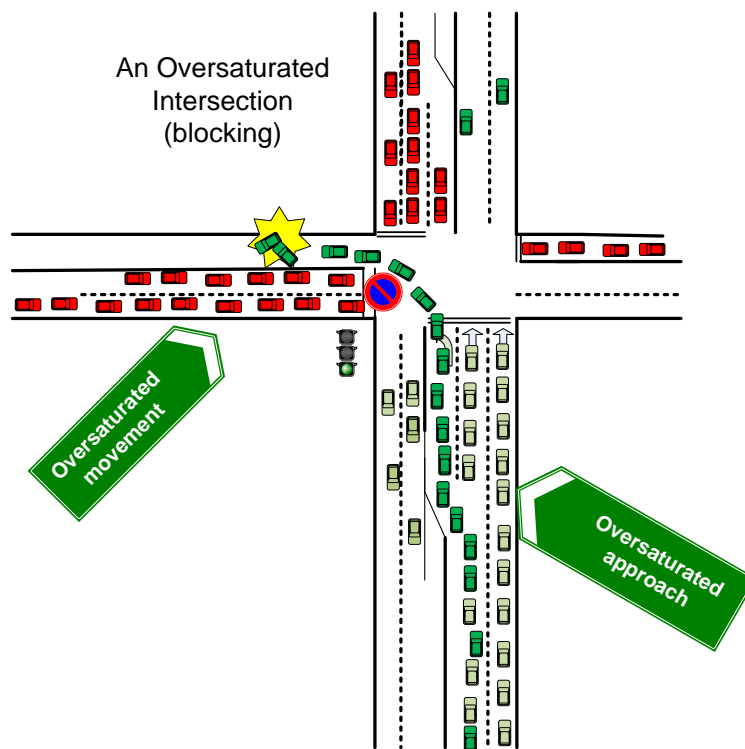 An Oversaturated
Intersection
(blocking)
Oversaturated
movement
Oversaturated
approach